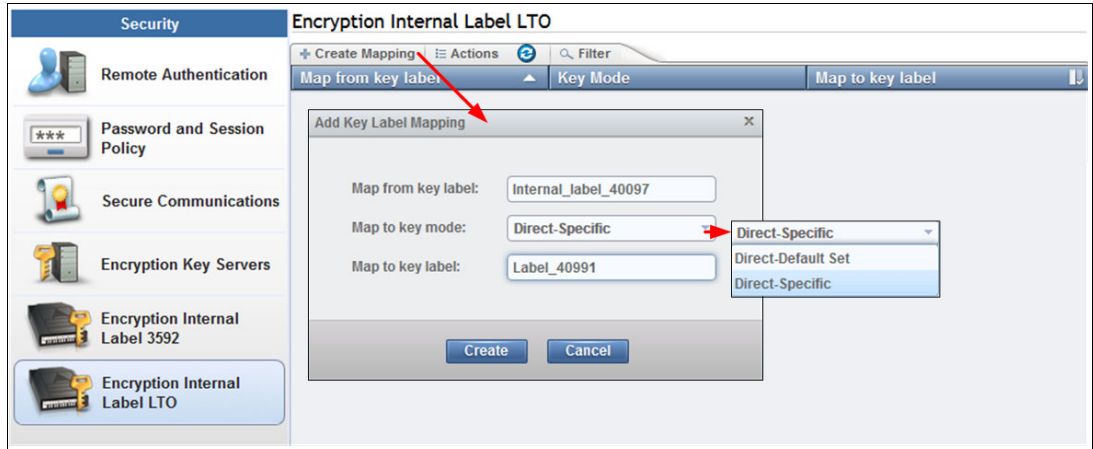 Security
Remote Authentication
***
Password and Session
Policy
Secure Communications
Encryption Key Servers
Encryption Internal
Label 3592
Encryption Internal
Label LTO
Encryption Internal Label LTO
Create Mapping Actions Filter
Map from key label Key Mode Map to key label
Add Key Label Mapping x
Map from key label: Internal_label_40097
Map to key mode: Direct-Specific
Map to key label: Label_40991
Create Cancel
Direct-Specific
Direct-Default Set
Direct-Specific